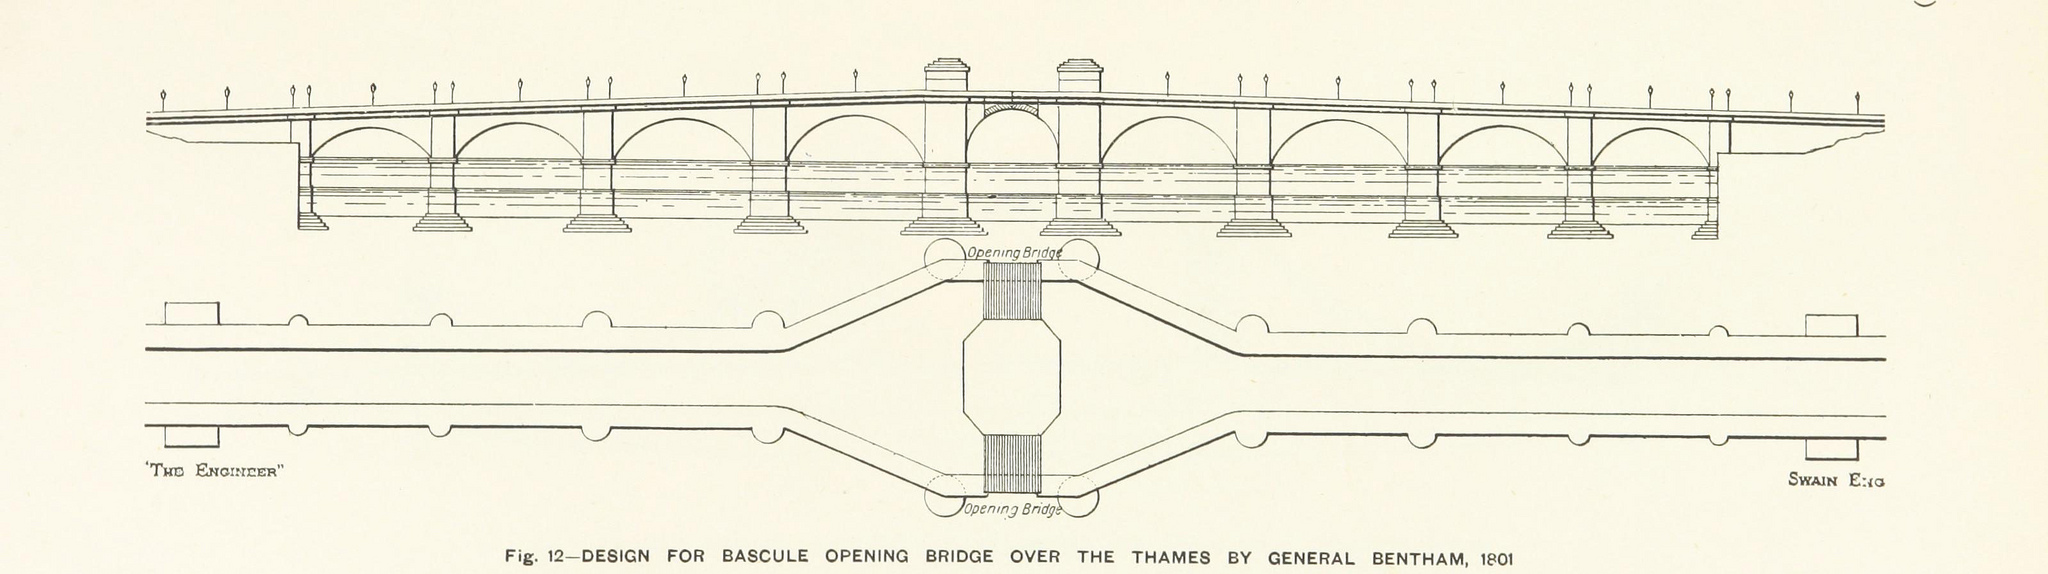 Opening Bridge
Opening Bridge
"The Engineer"
Swain Eng
Fig. 12—DESIGN FOR BASCULE OPENING BRIDGE OVER THE THAMES BY GENERAL BENTHAM, 1801